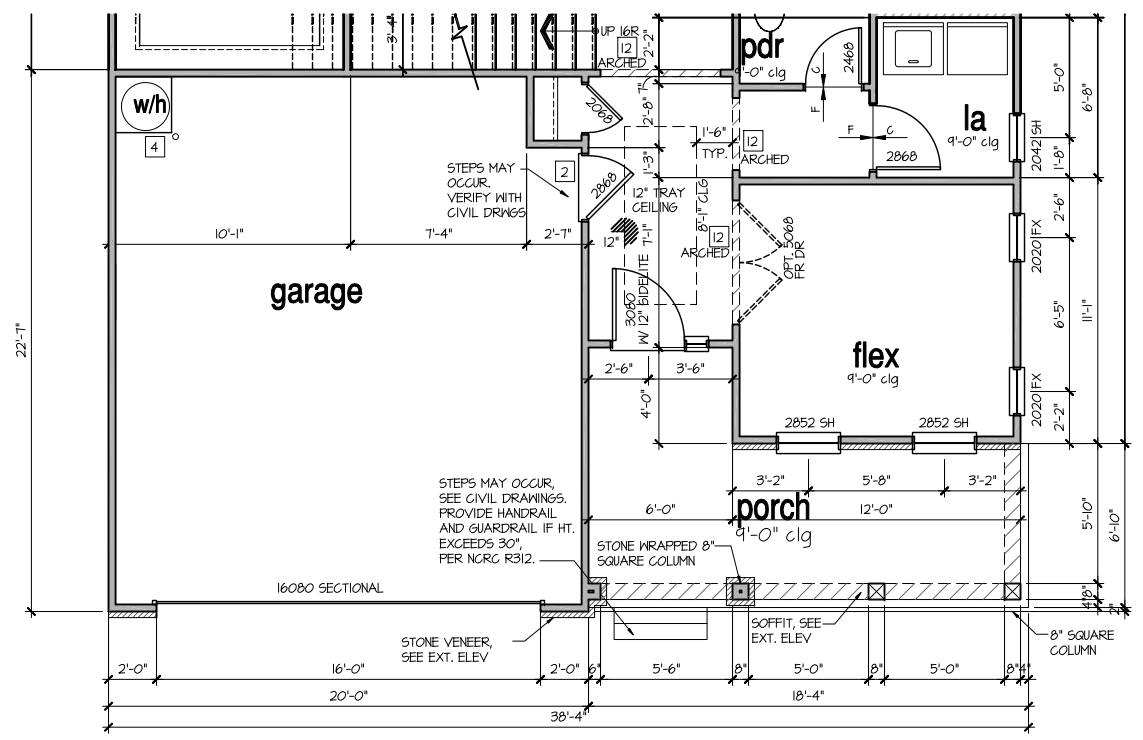 UP 16R
12
ARCHED
3'-4"
2'-2"
pdr
9'-0" clg
2468
C
F
w/h
4
7"
2'-8"
2068
1'-6"
TYP.
12
ARCHED
F C
2868
la
9'-0" clg
2042 SH
5'-0"
1'-8"
6'-8"
STEPS MAY
OCCUR.
VERIFY WITH
CIVIL DRWGS
2
2868
1'-3"
12" TRAY
CEILING
8'-1" CLG
12"
7'-1"
12
ARCHED
OPT. 5068
FR DR
2020 FX
2'-6"
10'-1"
7'-4"
2'-7"
garage
22'-7"
3080
W/ 12" SIDELITE
flex
9'-0" clg
6'-5"
11'-1"
2'-6"
3'-6"
4'-0"
2020 FX
2'-2"
2852 SH
2852 SH
3'-2"
5'-8"
3'-2"
STEPS MAY OCCUR,
SEE CIVIL DRAWINGS.
PROVIDE HANDRAIL
AND GUARDRAIL IF HT.
EXCEEDS 30",
PER NCRC R312.
6'-0"
porch
12'-0"
9'-0" clg
5'-10"
6'-10"
STONE WRAPPED 8"
SQUARE COLUMN
16080 SECTIONAL
8"
4"
2"
STONE VENEER,
SEE EXT. ELEV
SOFFIT, SEE
EXT. ELEV
8" SQUARE
COLUMN
2'-0"
16'-0"
2'-0"
6"
5'-6"
8"
5'-0"
8"
5'-0"
8"
4"
20'-0"
18'-4"
38'-4"